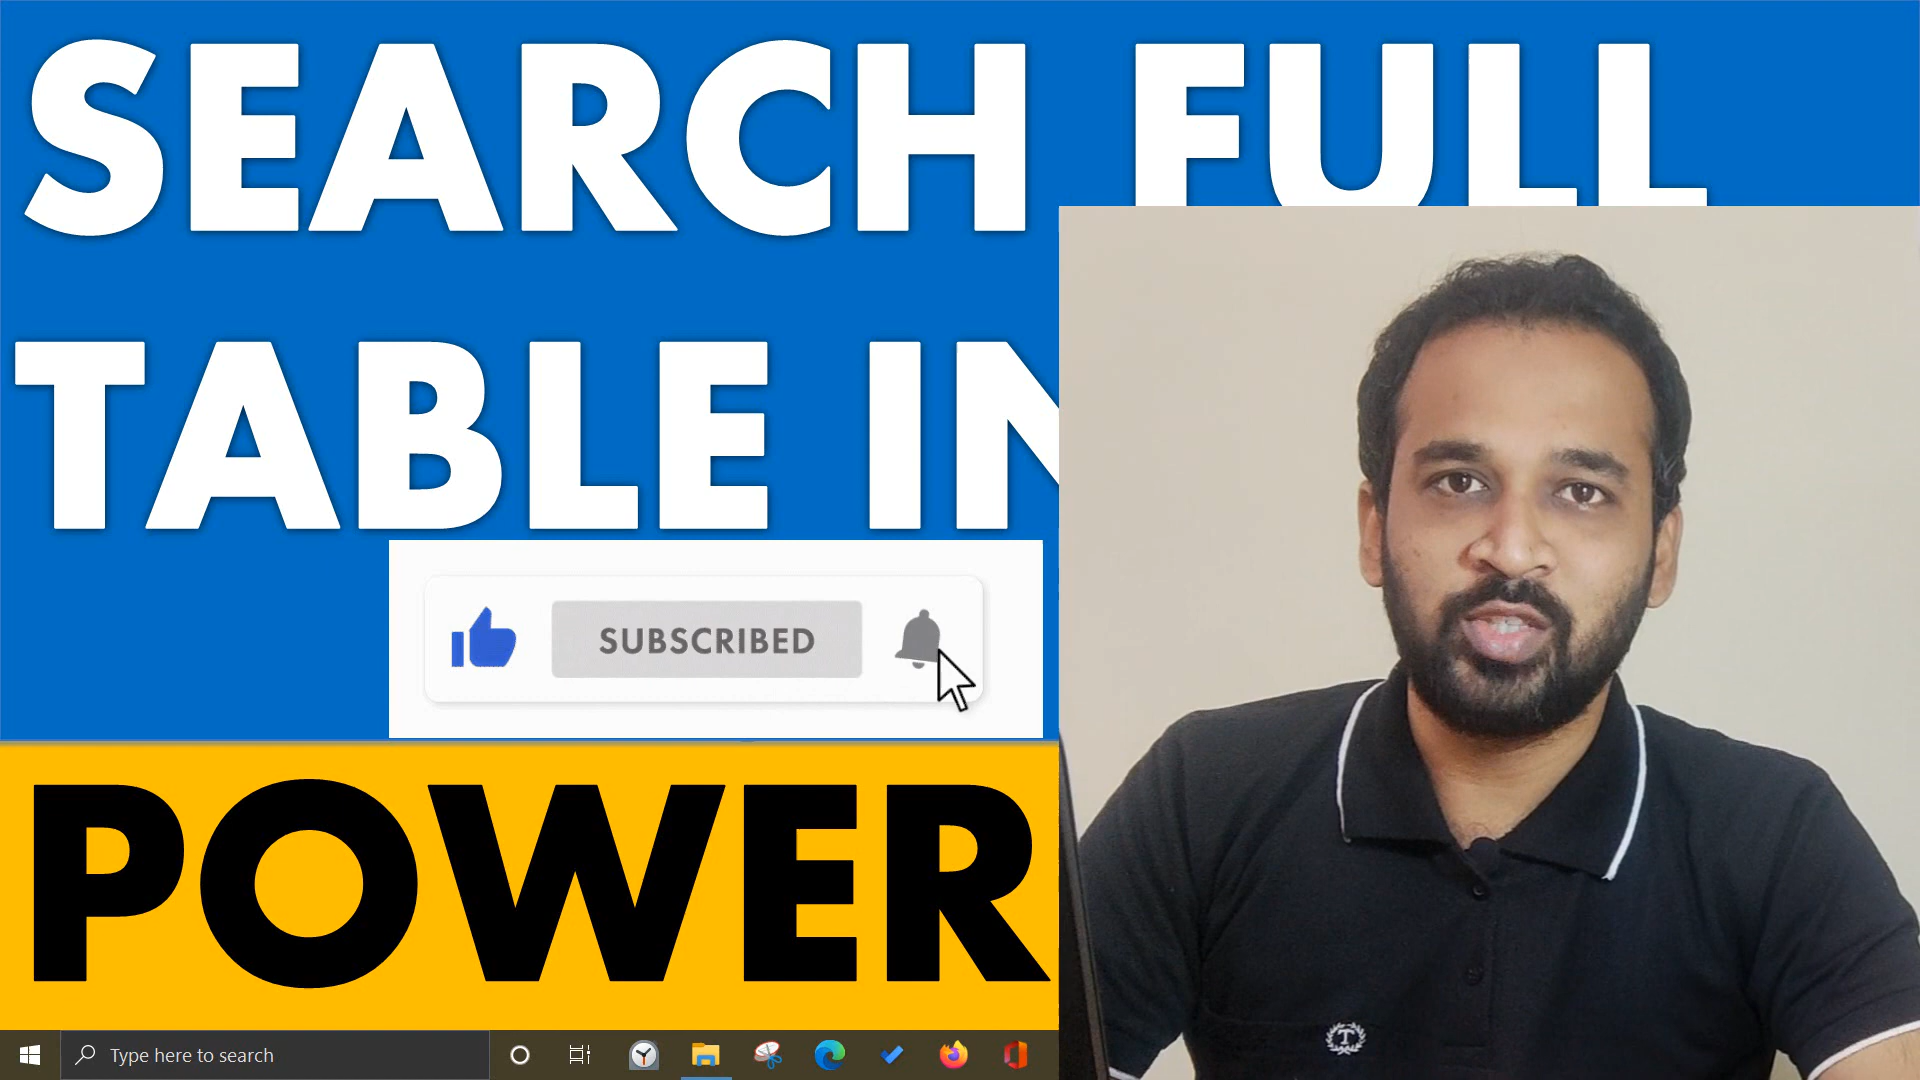 SEARCH FULL
TABLE IN
SUBSCRIBED
POWER
Type here to search
T